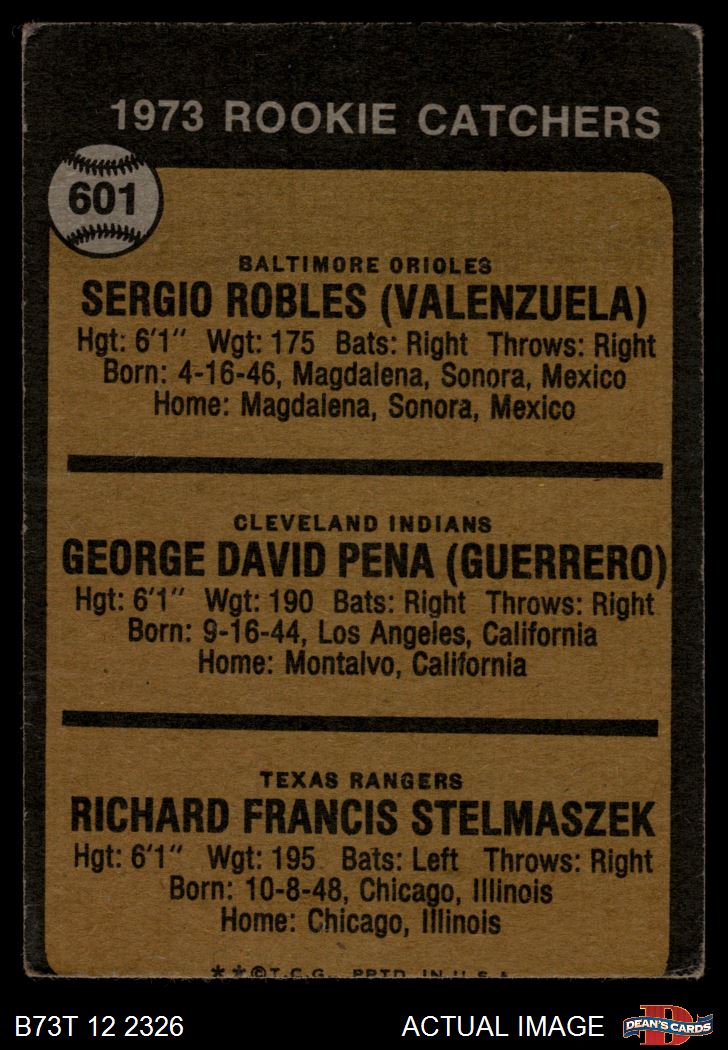 1973 ROOKIE CATCHERS
601
BALTIMORE ORIOLES
SERGIO ROBLES (VALENZUELA)
Hgt: 6'1" Wgt: 175 Bats: Right Throws: Right
Born: 4-16-46, Magdalena, Sonora, Mexico
Home: Magdalena, Sonora, Mexico
CLEVELAND INDIANS
GEORGE DAVID PENA (GUERRERO)
Hgt: 6'1" Wgt: 190 Bats: Right Throws: Right
Born: 9-16-44, Los Angeles, California
Home: Montalvo, California
TEXAS RANGERS
RICHARD FRANCIS STELMASZEK
Hgt: 6'1" Wgt: 195 Bats: Left Throws: Right
Born: 10-8-48, Chicago, Illinois
Home: Chicago, Illinois
**©T.C.G. PRTD. IN U.S.A.
B73T 12 2326 ACTUAL IMAGE D DEAN'S CARDS